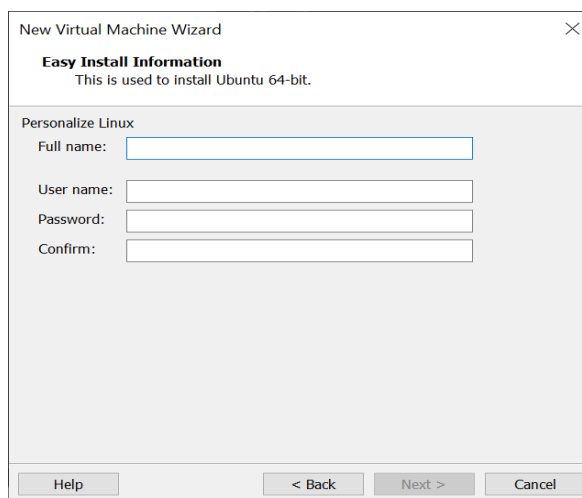 New Virtual Machine Wizard
Easy Install Information
This is used to install Ubuntu 64-bit.
Personalize Linux
Full name:
User name:
Password:
Confirm:
Help < Back Next > Cancel